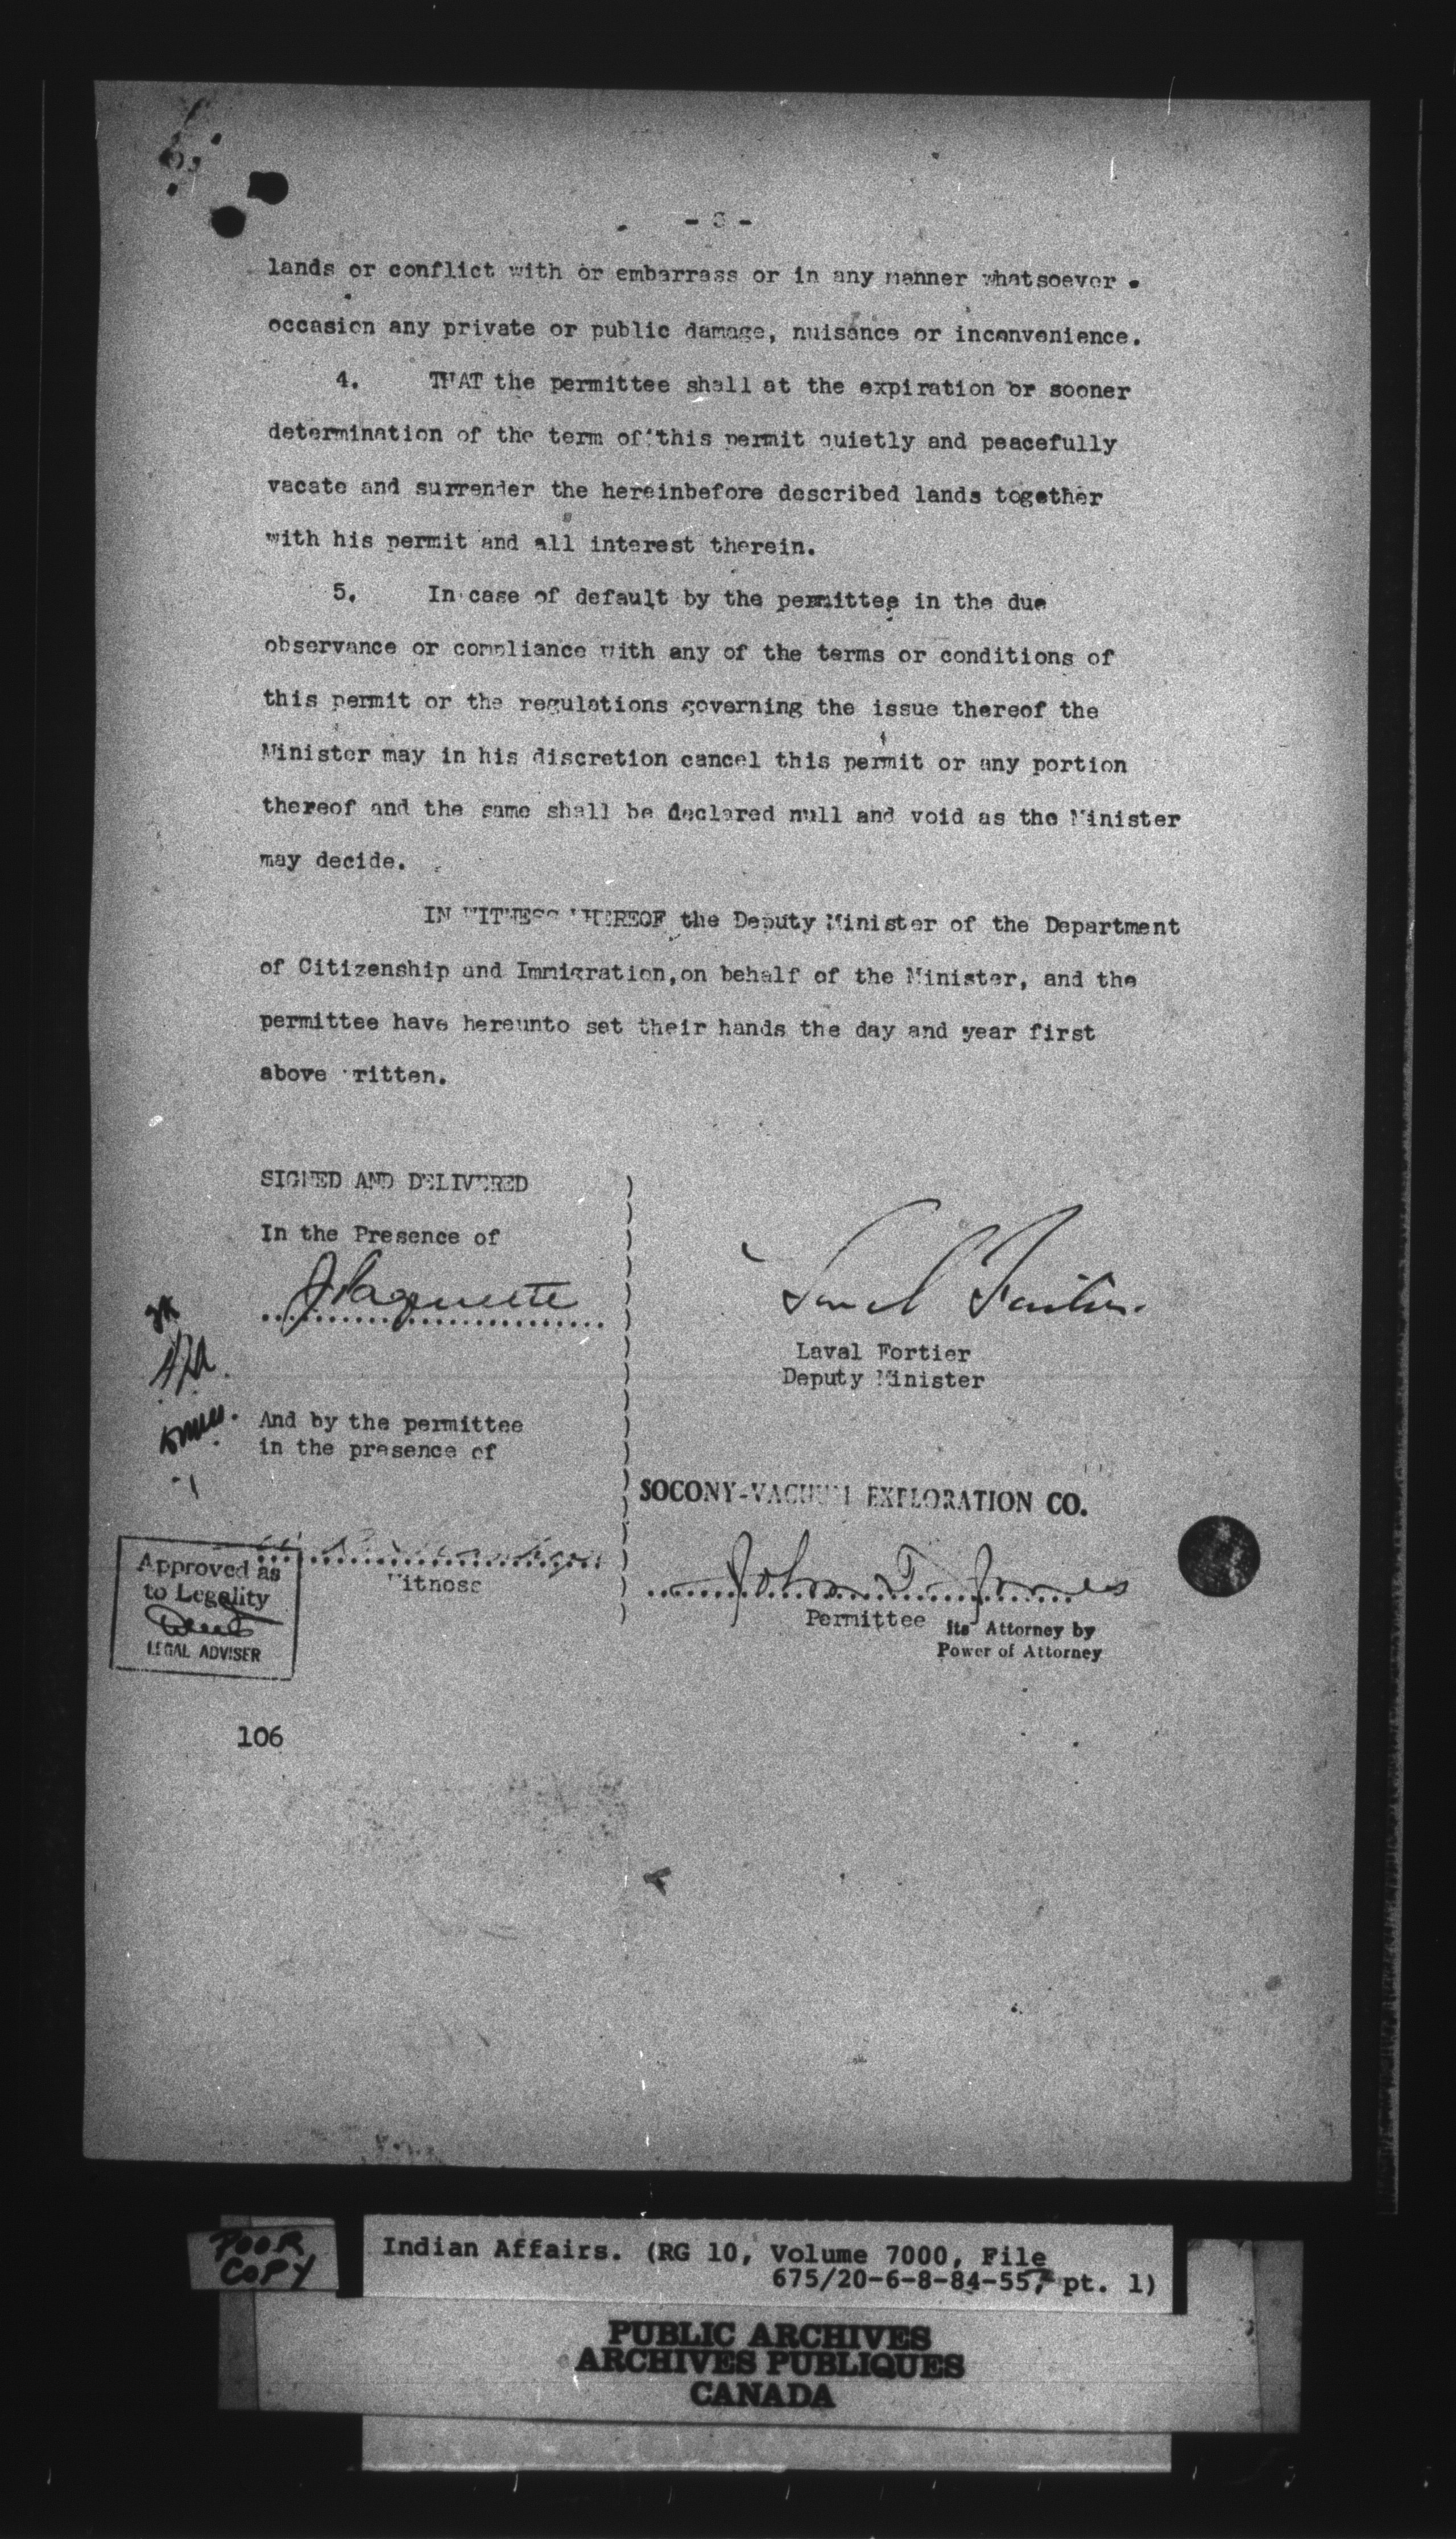 lands or conflict with or embarrass or in any manner whatsoever
occasion any private or public damage, nuisance or inconvenience.
4. THAT the permittee shall at the expiration or sooner
determination of the term of this permit quietly and peacefully
vacate and surrender the hereinbefore described lands together
with his permit and all interest therein.
5. In case of default by the permittee in the due
observance or compliance with any of the terms or conditions of
this permit or the regulations governing the issue thereof the
Minister may in his discretion cancel this permit or any portion
thereof and the same shall be declared null and void as the Minister
may decide.
IN WITNESS WHEREOF the Deputy Minister of the Department
of Citizenship and Immigration, on behalf of the Minister, and the
permittee have hereunto set their hands the day and year first
above written.
SIGNED AND DELIVERED
In the Presence of
Laval Fortier
Laval Fortier
Deputy Minister
And by the permittee
in the presence of
SOCONY-VACUUM EXPLORATION CO.
John T. Jones
Witness
Permittee
Its Attorney by
Power of Attorney
Approved as
to Legality
LEGAL ADVISER
106
POOR
COPY
Indian Affairs. (RG 10, Volume 7000, File
675/20-6-8-84-55, pt. 1)
PUBLIC ARCHIVES
ARCHIVES PUBLIQUES
CANADA